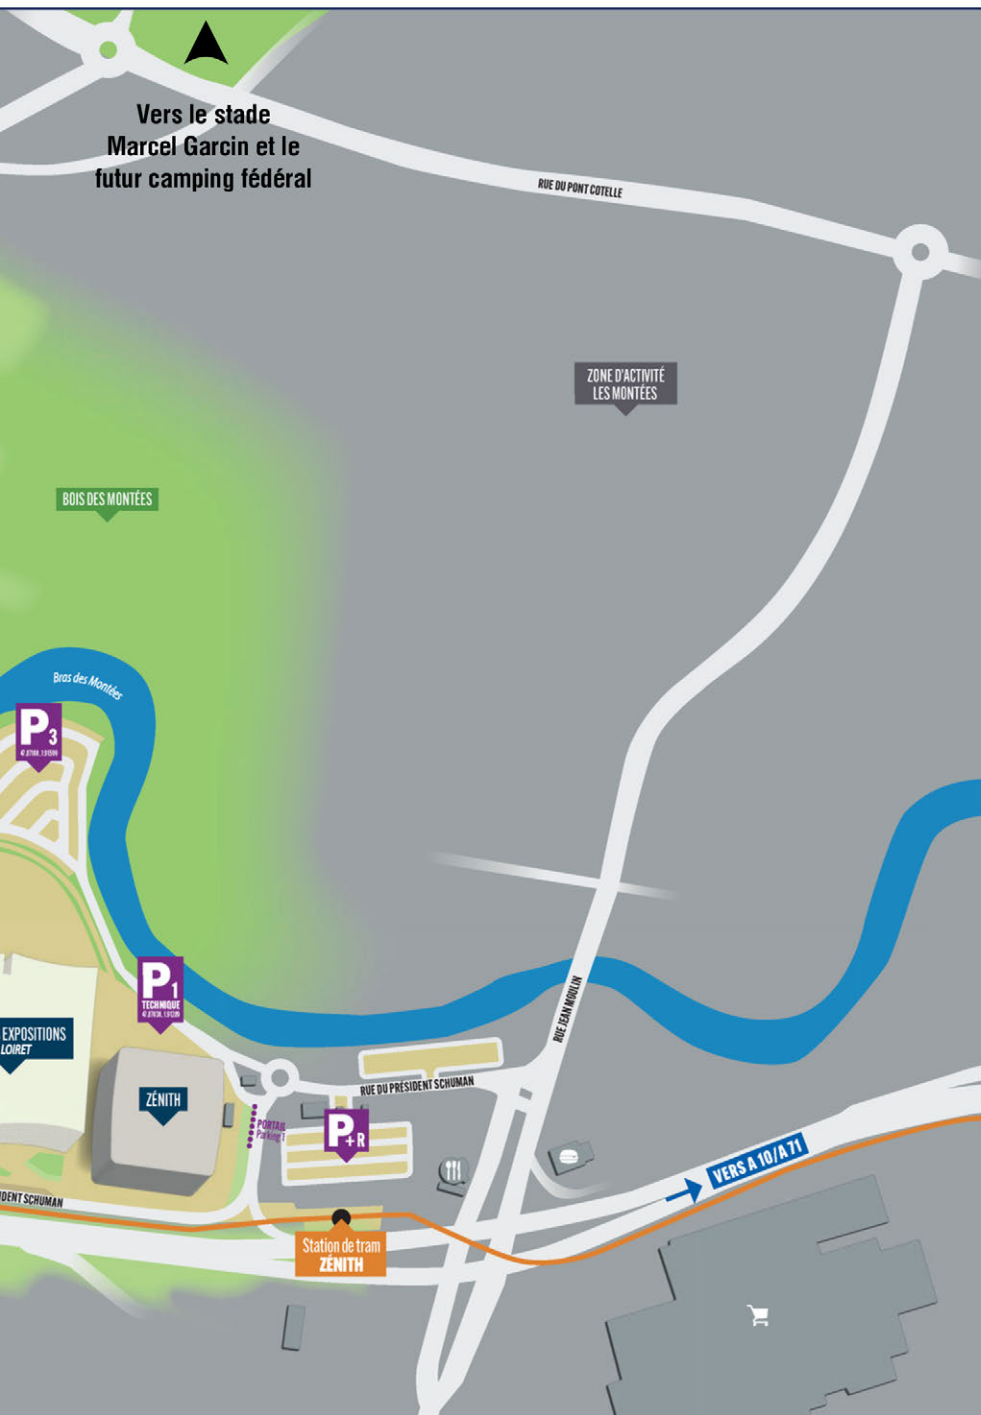 Vers le stade
Marcel Garcin et le
futur camping fédéral
RUE DU PONT COTELLE
ZONE D'ACTIVITÉ
LES MONTÉES
BOIS DES MONTÉES
Bras des Montées
P3
P1
TECHNIQUE
EXPOSITIONS
LOIRET
ZÉNITH
RUE JEAN MOULIN
RUE DU PRÉSIDENT SCHUMAN
PORTAIL
Parking 1
P+R
VERS A 10/A 71
IDENT SCHUMAN
Station de tram
ZÉNITH